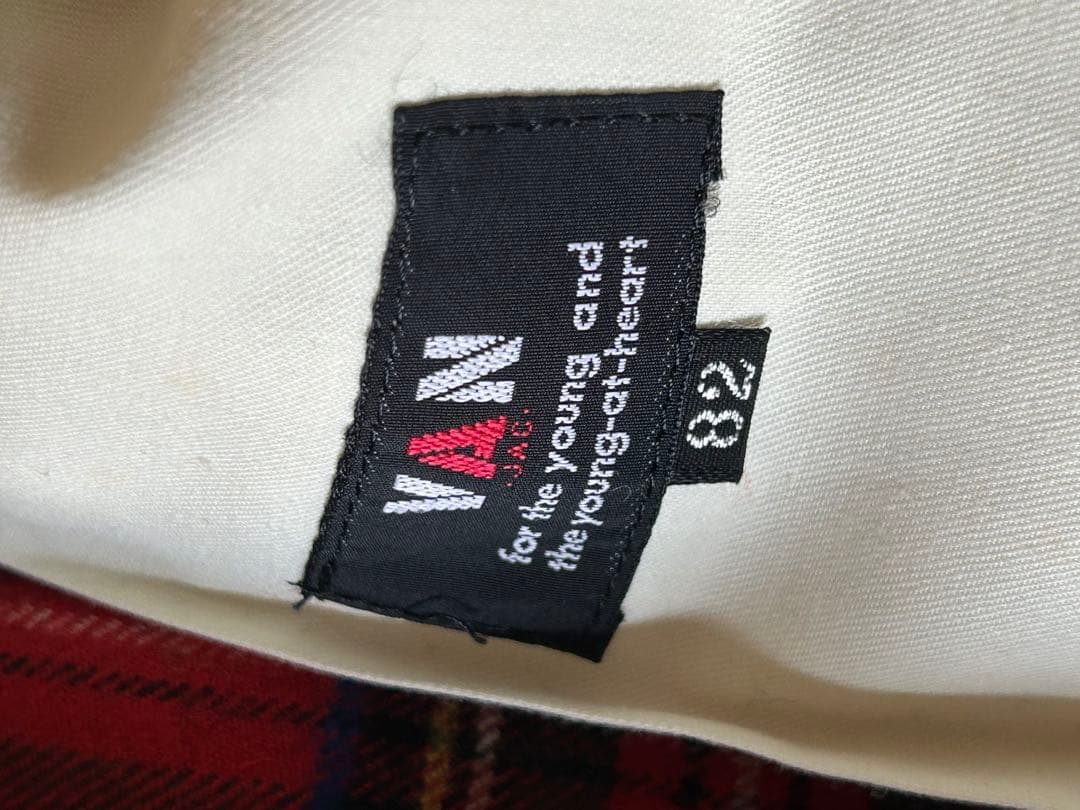 VAN
JAC.
for the young and
the young-at-heart
82